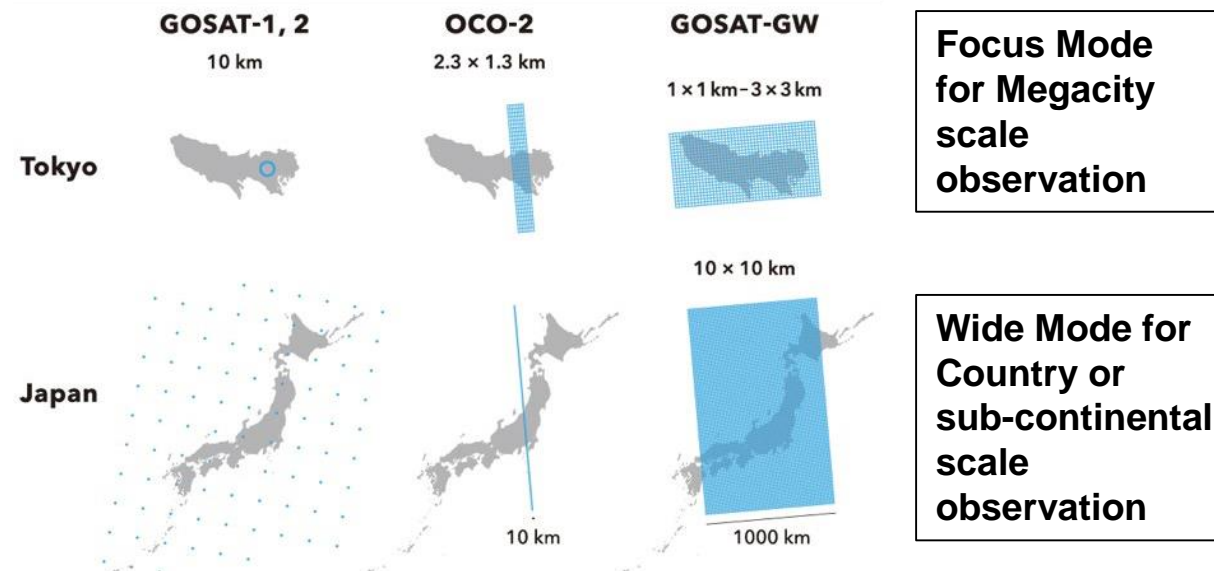 GOSAT-1, 2
OCO-2
GOSAT-GW
10 km
2.3 × 1.3 km
1 × 1 km–3 × 3 km
Tokyo
Focus Mode
for Megacity
scale
observation
10 × 10 km
Japan
10 km
1000 km
Wide Mode for
Country or
sub-continental
scale
observation